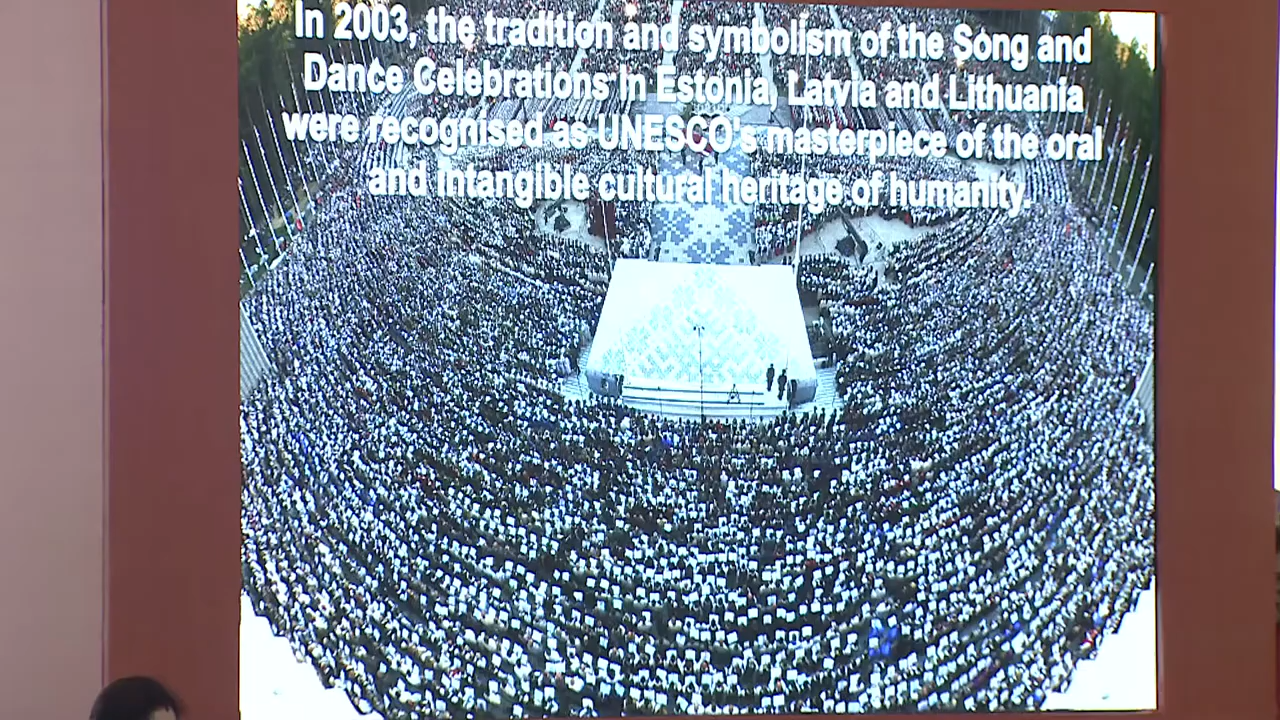 In 2003, the tradition and symbolism of the Song and
Dance Celebrations in Estonia, Latvia and Lithuania
were recognised as UNESCO's masterpiece of the oral
and intangible cultural heritage of humanity.